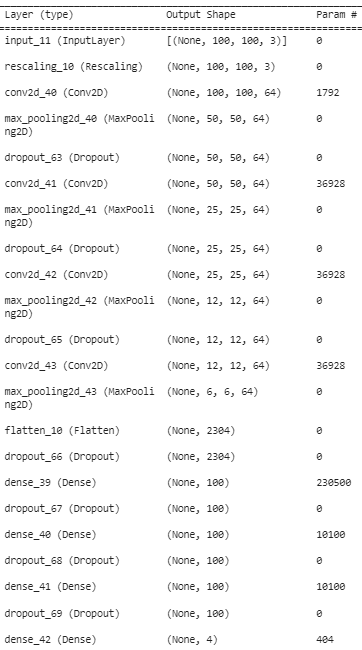 Layer (type) Output Shape Param #
input_11 (InputLayer) [(None, 100, 100, 3)] 0
rescaling_10 (Rescaling) (None, 100, 100, 3) 0
conv2d_40 (Conv2D) (None, 100, 100, 64) 1792
max_pooling2d_40 (MaxPooli (None, 50, 50, 64) 0
ng2D)
dropout_63 (Dropout) (None, 50, 50, 64) 0
conv2d_41 (Conv2D) (None, 50, 50, 64) 36928
max_pooling2d_41 (MaxPooli (None, 25, 25, 64) 0
ng2D)
dropout_64 (Dropout) (None, 25, 25, 64) 0
conv2d_42 (Conv2D) (None, 25, 25, 64) 36928
max_pooling2d_42 (MaxPooli (None, 12, 12, 64) 0
ng2D)
dropout_65 (Dropout) (None, 12, 12, 64) 0
conv2d_43 (Conv2D) (None, 12, 12, 64) 36928
max_pooling2d_43 (MaxPooli (None, 6, 6, 64) 0
ng2D)
flatten_10 (Flatten) (None, 2304) 0
dropout_66 (Dropout) (None, 2304) 0
dense_39 (Dense) (None, 100) 230500
dropout_67 (Dropout) (None, 100) 0
dense_40 (Dense) (None, 100) 10100
dropout_68 (Dropout) (None, 100) 0
dense_41 (Dense) (None, 100) 10100
dropout_69 (Dropout) (None, 100) 0
dense_42 (Dense) (None, 4) 404